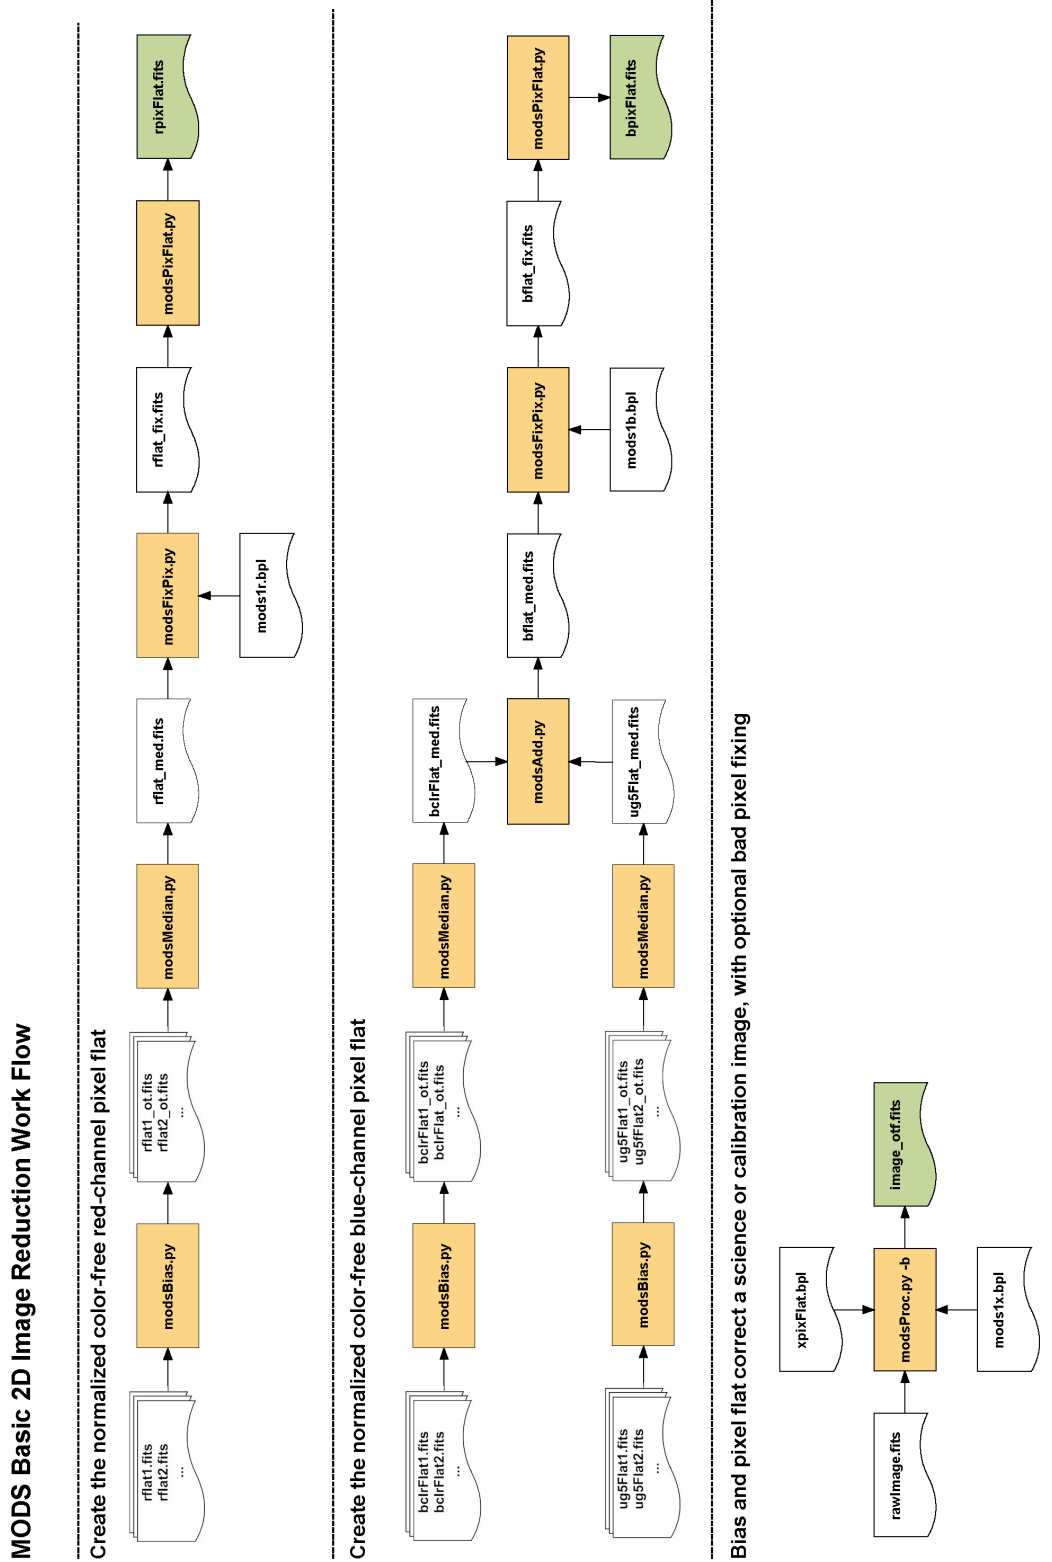 MODS Basic 2D Image Reduction Work Flow
Create the normalized color-free red-channel pixel flat
rflat1.fits
rflat2.fits
...
modsBias.py
rflat1_ot.fits
rflat2_ot.fits
...
modsMedian.py
rflat_med.fits
modsFixPix.py
mods1r.bpl
rflat_fix.fits
modsPixFlat.py
rpixFlat.fits
Create the normalized color-free blue-channel pixel flat
bclrFlat1.fits
bclrFlat2.fits
...
modsBias.py
bclrFlat1_ot.fits
bclrFlat_ot.fits
...
modsMedian.py
bclrFlat_med.fits
ug5Flat1.fits
ug5Flat2.fits
...
modsBias.py
ug5Flat1_ot.fits
ug5fFlat2_ot.fits
...
modsMedian.py
ug5Flat_med.fits
modsAdd.py
bflat_med.fits
modsFixPix.py
mods1b.bpl
bflat_fix.fits
modsPixFlat.py
bpixFlat.fits
Bias and pixel flat correct a science or calibration image, with optional bad pixel fixing
rawImage.fits
xpixFlat.bpl
modsProc.py -b
mods1x.bpl
image_otf.fits